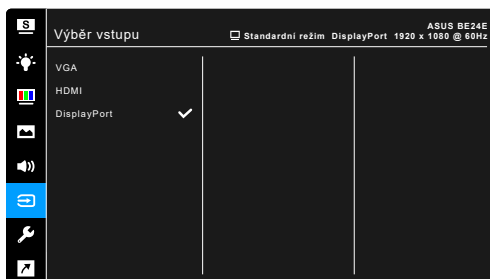 S
Výběr vstupu
ASUS BE24E
Standardní režim DisplayPort 1920 x 1080 @ 60Hz
VGA
HDMI
DisplayPort